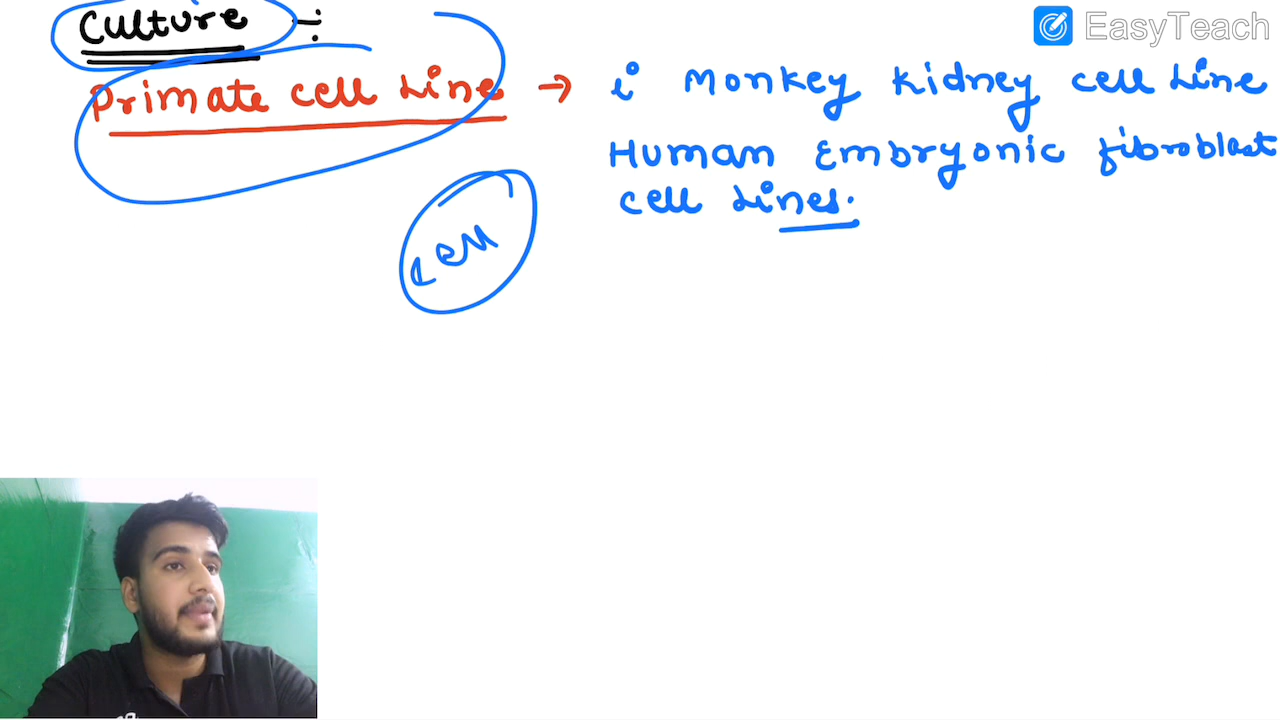 EasyTeach
Culture :-
Primate cell Line → i Monkey Kidney cell Line
Human Embryonic fibroblast
cell Lines.
cell